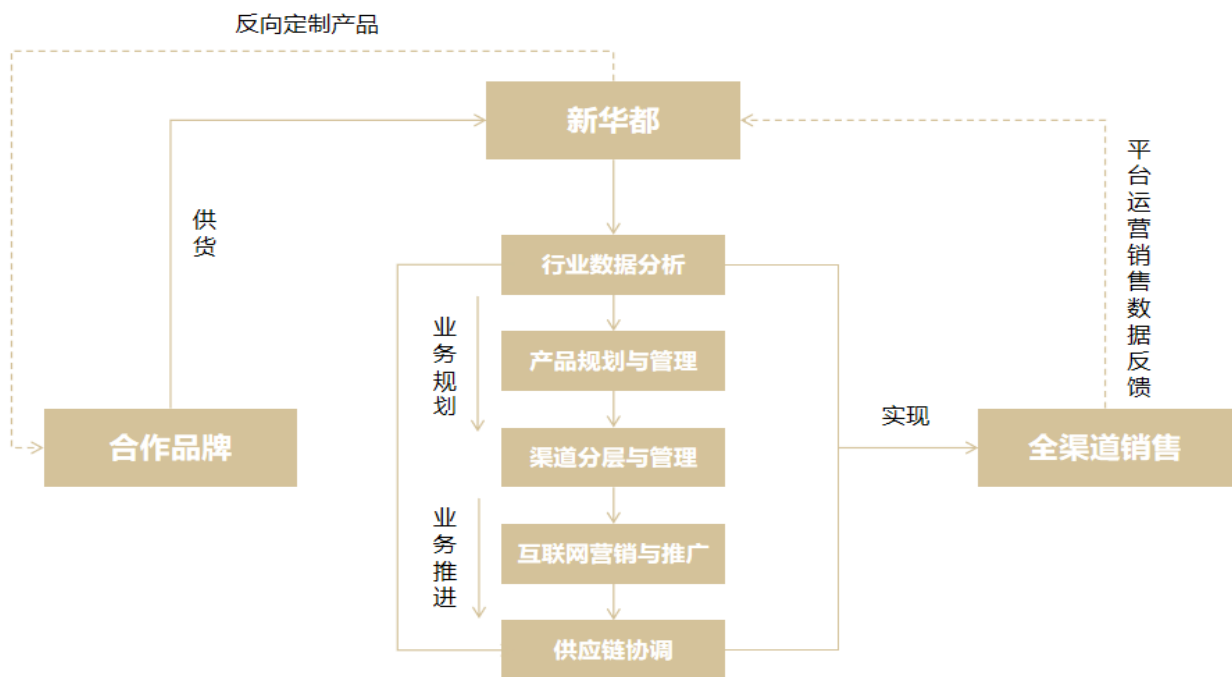 反向定制产品
新华都
供货
平台运营销售数据反馈
行业数据分析
业务规划
产品规划与管理
合作品牌
渠道分层与管理
实现
全渠道销售
业务推进
互联网营销与推广
供应链协调